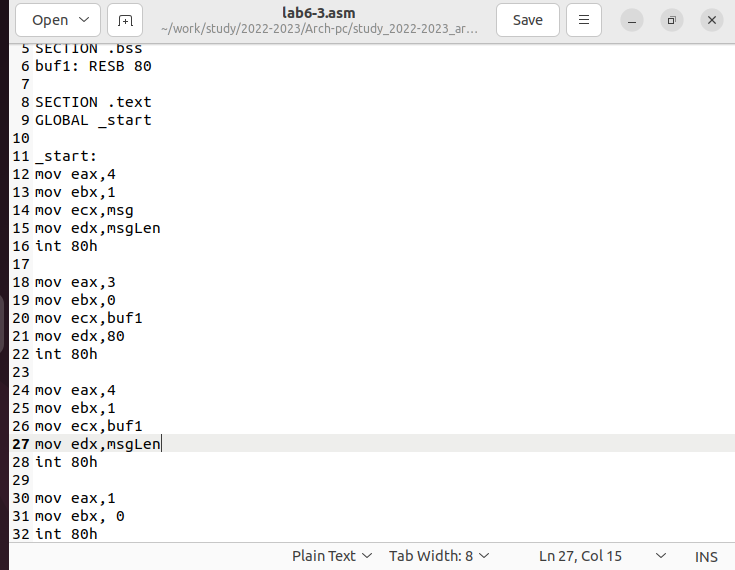 Open
lab6-3.asm
~/work/study/2022-2023/Arch-pc/study_2022-2023_ar...
Save
5 SECTION .bss
6 buf1: RESB 80
7
8 SECTION .text
9 GLOBAL _start
10
11 _start:
12 mov eax,4
13 mov ebx,1
14 mov ecx,msg
15 mov edx,msgLen
16 int 80h
17
18 mov eax,3
19 mov ebx,0
20 mov ecx,buf1
21 mov edx,80
22 int 80h
23
24 mov eax,4
25 mov ebx,1
26 mov ecx,buf1
27 mov edx,msgLen
28 int 80h
29
30 mov eax,1
31 mov ebx, 0
32 int 80h
Plain Text Tab Width: 8 Ln 27, Col 15 INS